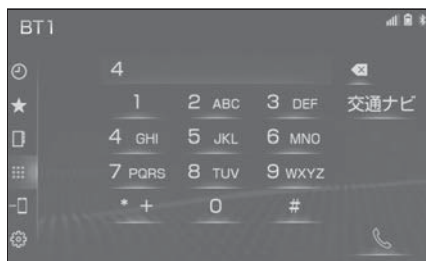 BT1
4
1 2 ABC 3 DEF 交通ナビ
4 GHI 5 JKL 6 MNO
7 PQRS 8 TUV 9 WXYZ
* + 0 #